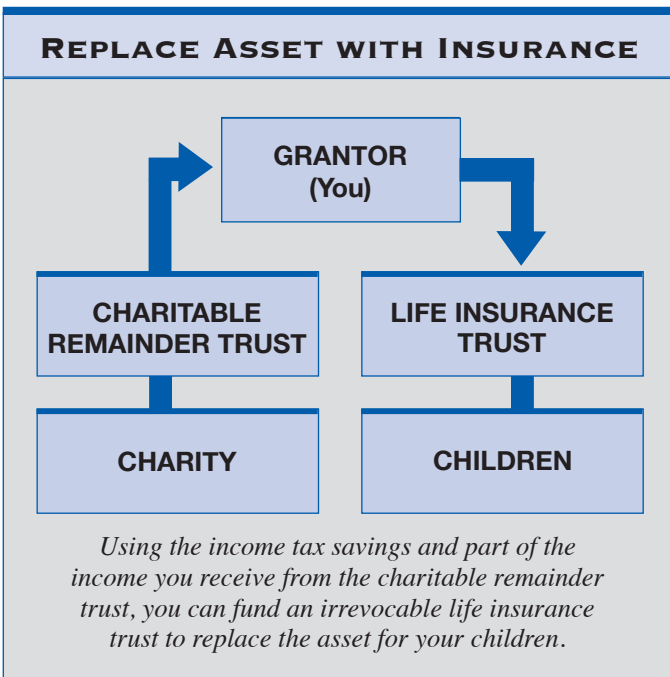 REPLACE ASSET WITH INSURANCE
GRANTOR
(You)
CHARITABLE
REMAINDER TRUST
LIFE INSURANCE
TRUST
CHARITY
CHILDREN
Using the income tax savings and part of the
income you receive from the charitable remainder
trust, you can fund an irrevocable life insurance
trust to replace the asset for your children.